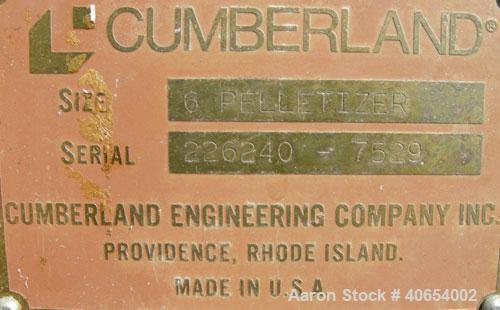 CUMBERLAND®
SIZE 6 PELLETIZER
SERIAL 226240 - 7529
CUMBERLAND ENGINEERING COMPANY INC.
PROVIDENCE, RHODE ISLAND.
MADE IN U.S.A
Aaron Stock # 40654002